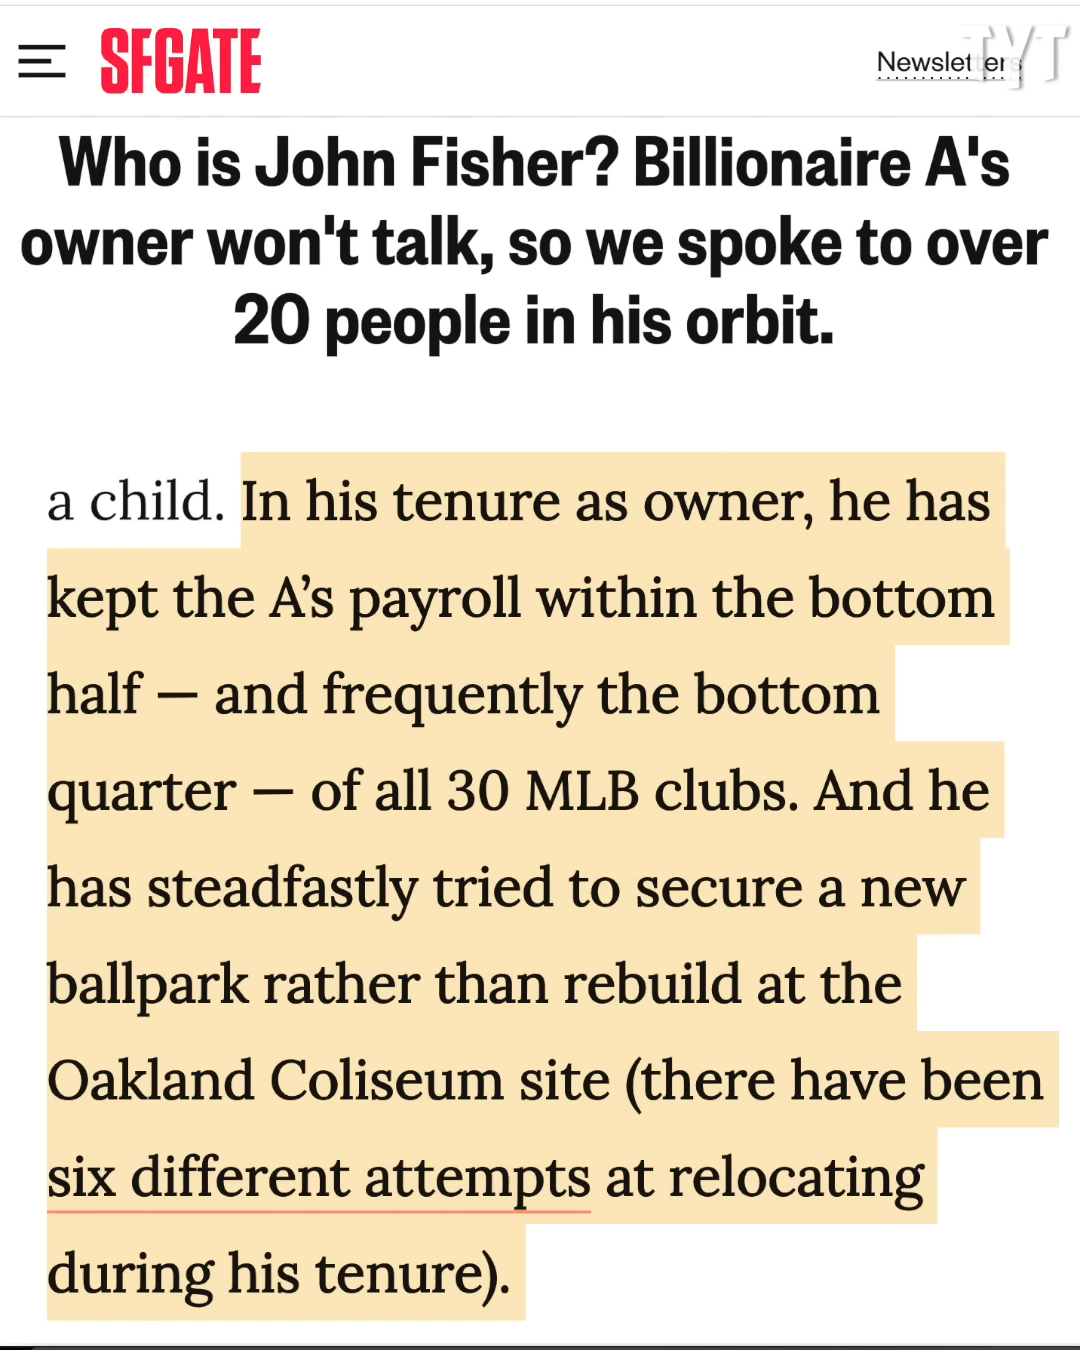 SFGATE
Newsletters
TYT
Who is John Fisher? Billionaire A's
owner won't talk, so we spoke to over
20 people in his orbit.
a child. In his tenure as owner, he has
kept the A’s payroll within the bottom
half — and frequently the bottom
quarter — of all 30 MLB clubs. And he
has steadfastly tried to secure a new
ballpark rather than rebuild at the
Oakland Coliseum site (there have been
six different attempts at relocating
during his tenure).